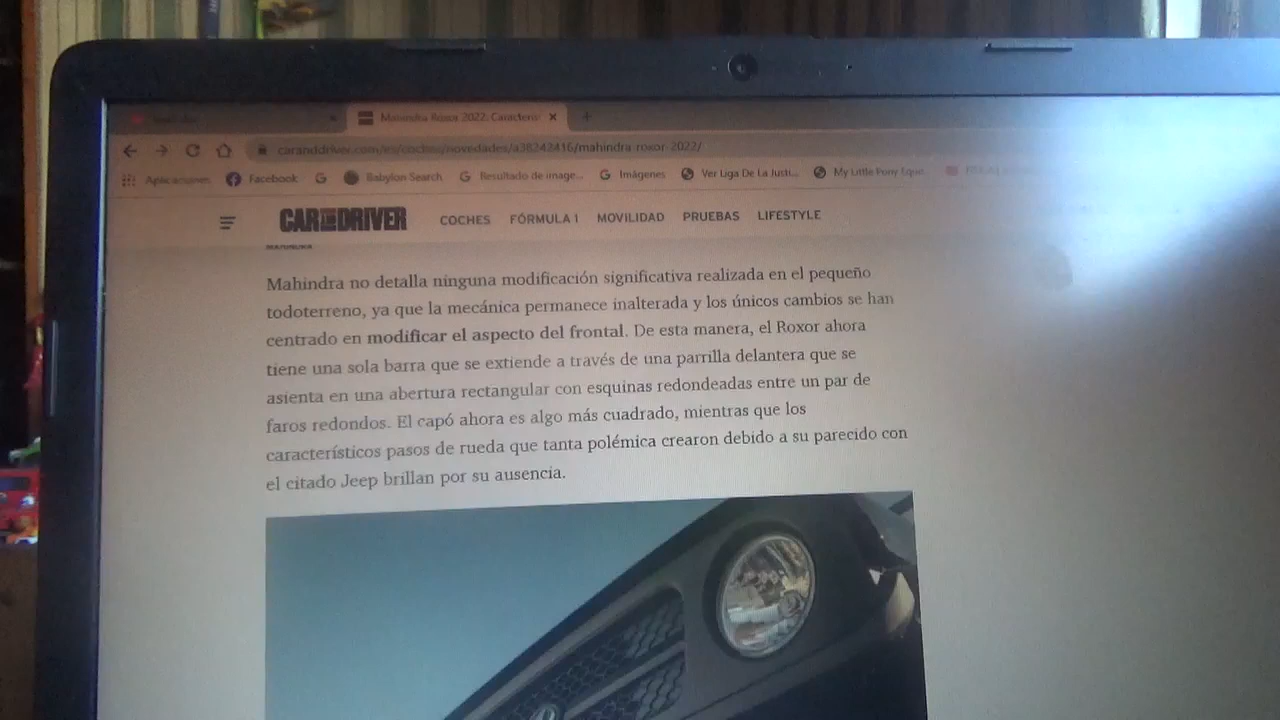 Mahindra Roxor 2022: Caracterís
caranddriver.com/es/coches/novedades/a38242416/mahindra-roxor-2022/
Aplicaciones Facebook Babylon Search Resultado de image... Imágenes Ver Liga De La Justi... My Little Pony Eque
CAR AND DRIVER COCHES FÓRMULA 1 MOVILIDAD PRUEBAS LIFESTYLE
MAHINDRA
Mahindra no detalla ninguna modificación significativa realizada en el pequeño
todoterreno, ya que la mecánica permanece inalterada y los únicos cambios se han
centrado en modificar el aspecto del frontal. De esta manera, el Roxor ahora
tiene una sola barra que se extiende a través de una parrilla delantera que se
asienta en una abertura rectangular con esquinas redondeadas entre un par de
faros redondos. El capó ahora es algo más cuadrado, mientras que los
característicos pasos de rueda que tanta polémica crearon debido a su parecido con
el citado Jeep brillan por su ausencia.